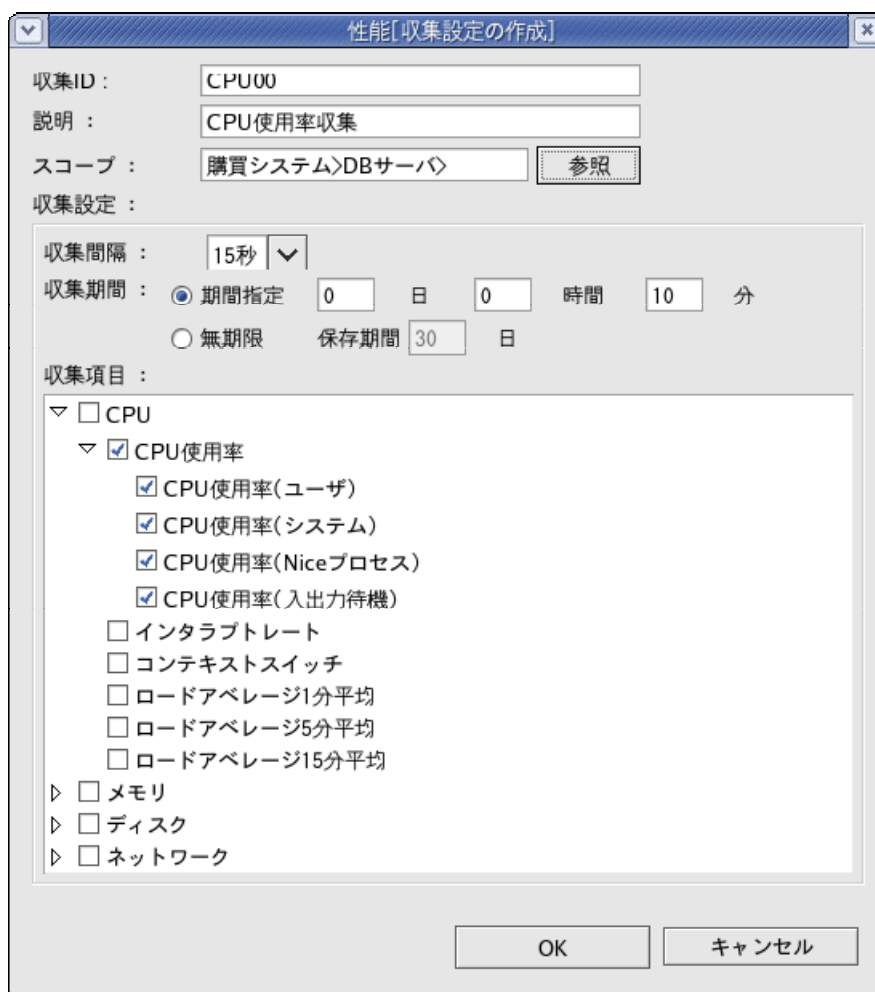 性能[収集設定の作成]
収集ID : CPU00
説明 : CPU使用率収集
スコープ : 購買システム>DBサーバ> 参照
収集設定 :
収集間隔 : 15秒
収集期間 : 期間指定 0 日 0 時間 10 分
無期限 保存期間 30 日
収集項目 :
CPU
CPU使用率
CPU使用率(ユーザ)
CPU使用率(システム)
CPU使用率(Niceプロセス)
CPU使用率(入出力待機)
インタラプトレート
コンテキストスイッチ
ロードアベレージ1分平均
ロードアベレージ5分平均
ロードアベレージ15分平均
メモリ
ディスク
ネットワーク
OK キャンセル